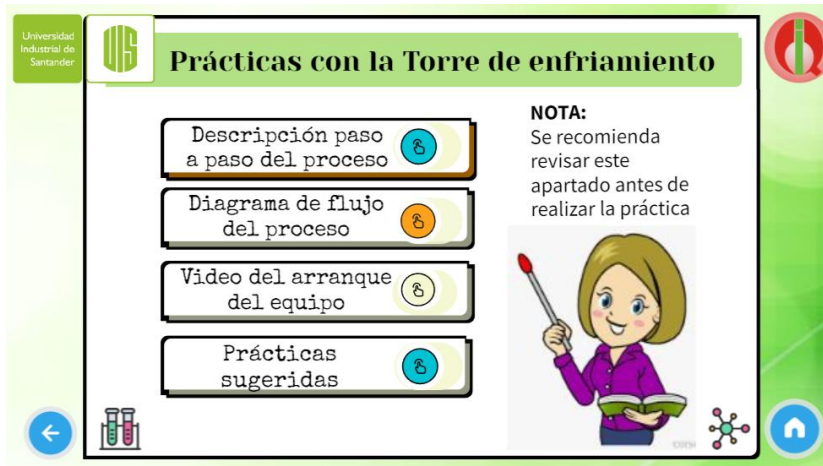 Universidad
Industrial de
Santander
UIS
Prácticas con la Torre de enfriamiento
Descripción paso
a paso del proceso
Diagrama de flujo
del proceso
Video del arranque
del equipo
Prácticas
sugeridas
NOTA:
Se recomienda
revisar este
apartado antes de
realizar la práctica